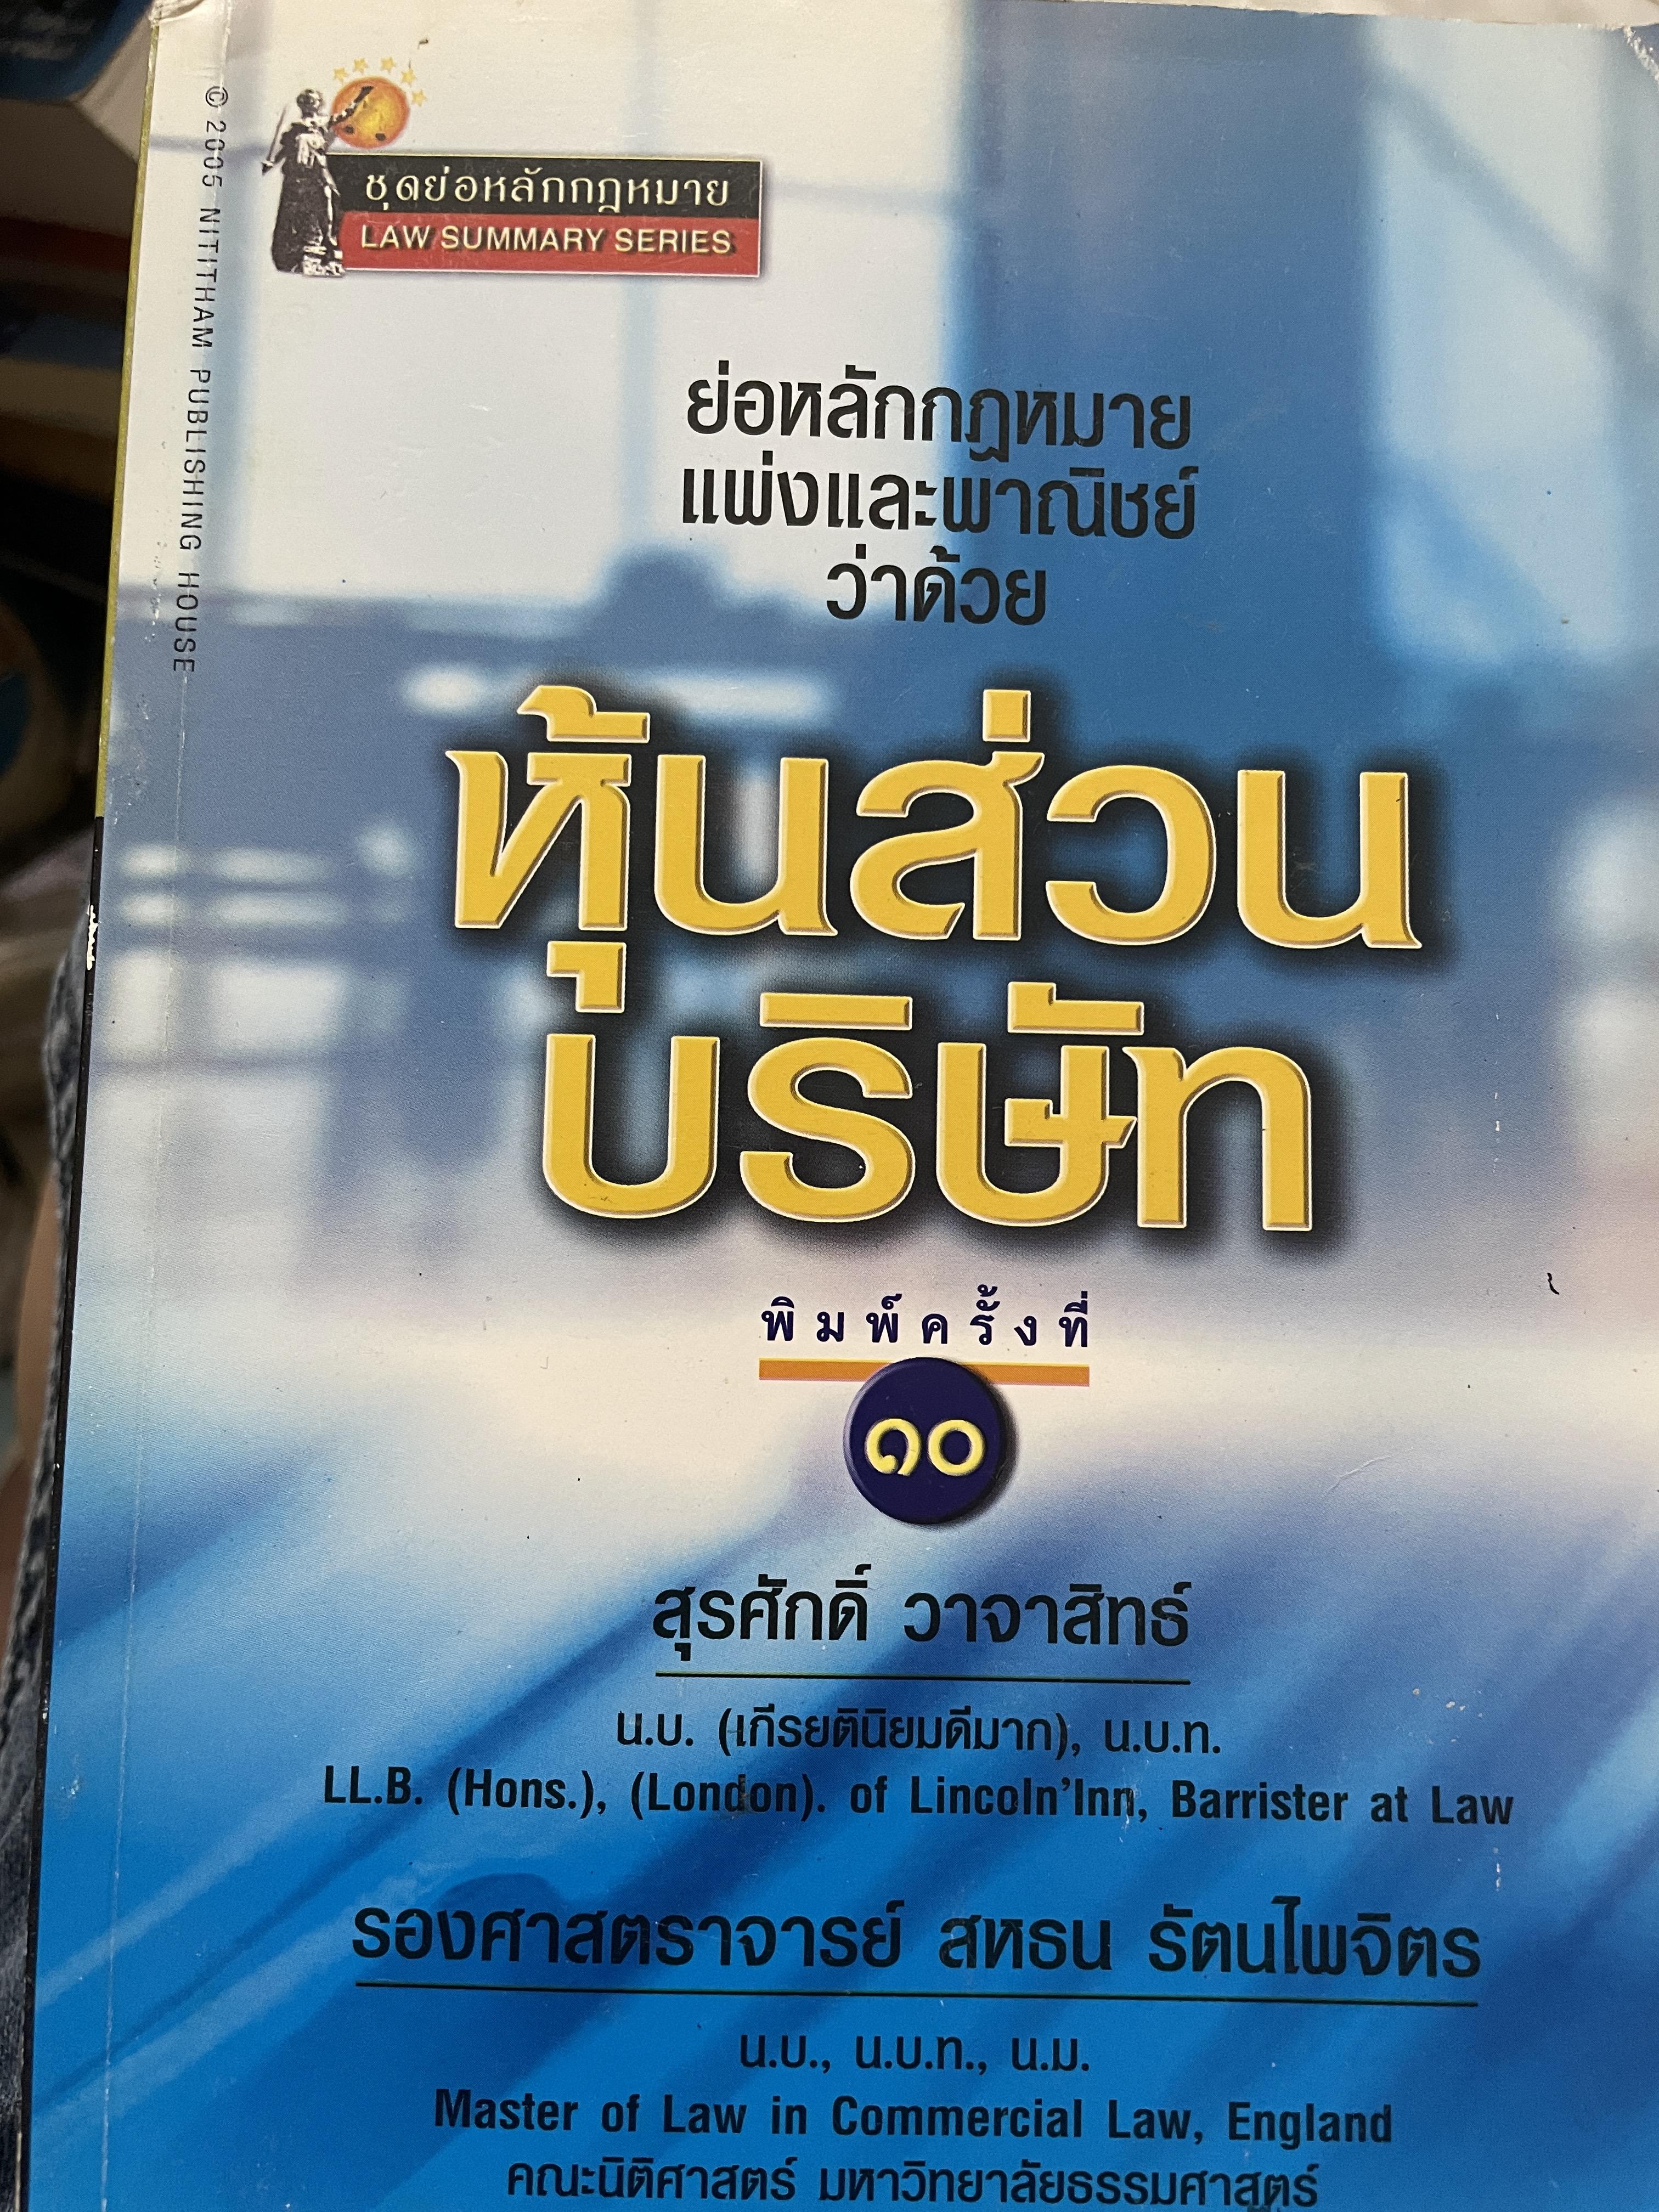 © 2005 NITITHAM PUBLISHING HOUSE
ชุดย่อหลักกฎหมาย
LAW SUMMARY SERIES
ย่อหลักกฎหมาย
แพ่งและพาณิชย์
ว่าด้วย
หุ้นส่วน
บริษัท
พิมพ์ครั้งที่
๑๐
สุรศักดิ์ วาจาสิทธ์
น.บ. (เกีรยตินิยมดีมาก), น.บ.ท.
LL.B. (Hons.), (London). of Lincoln'Inn, Barrister at Law
รองศาสตราจารย์ สหธน รัตนไพจิตร
น.บ., น.บ.ท., น.ม.
Master of Law in Commercial Law, England
คณะนิติศาสตร์ มหาวิทยาลัยธรรมศาสตร์